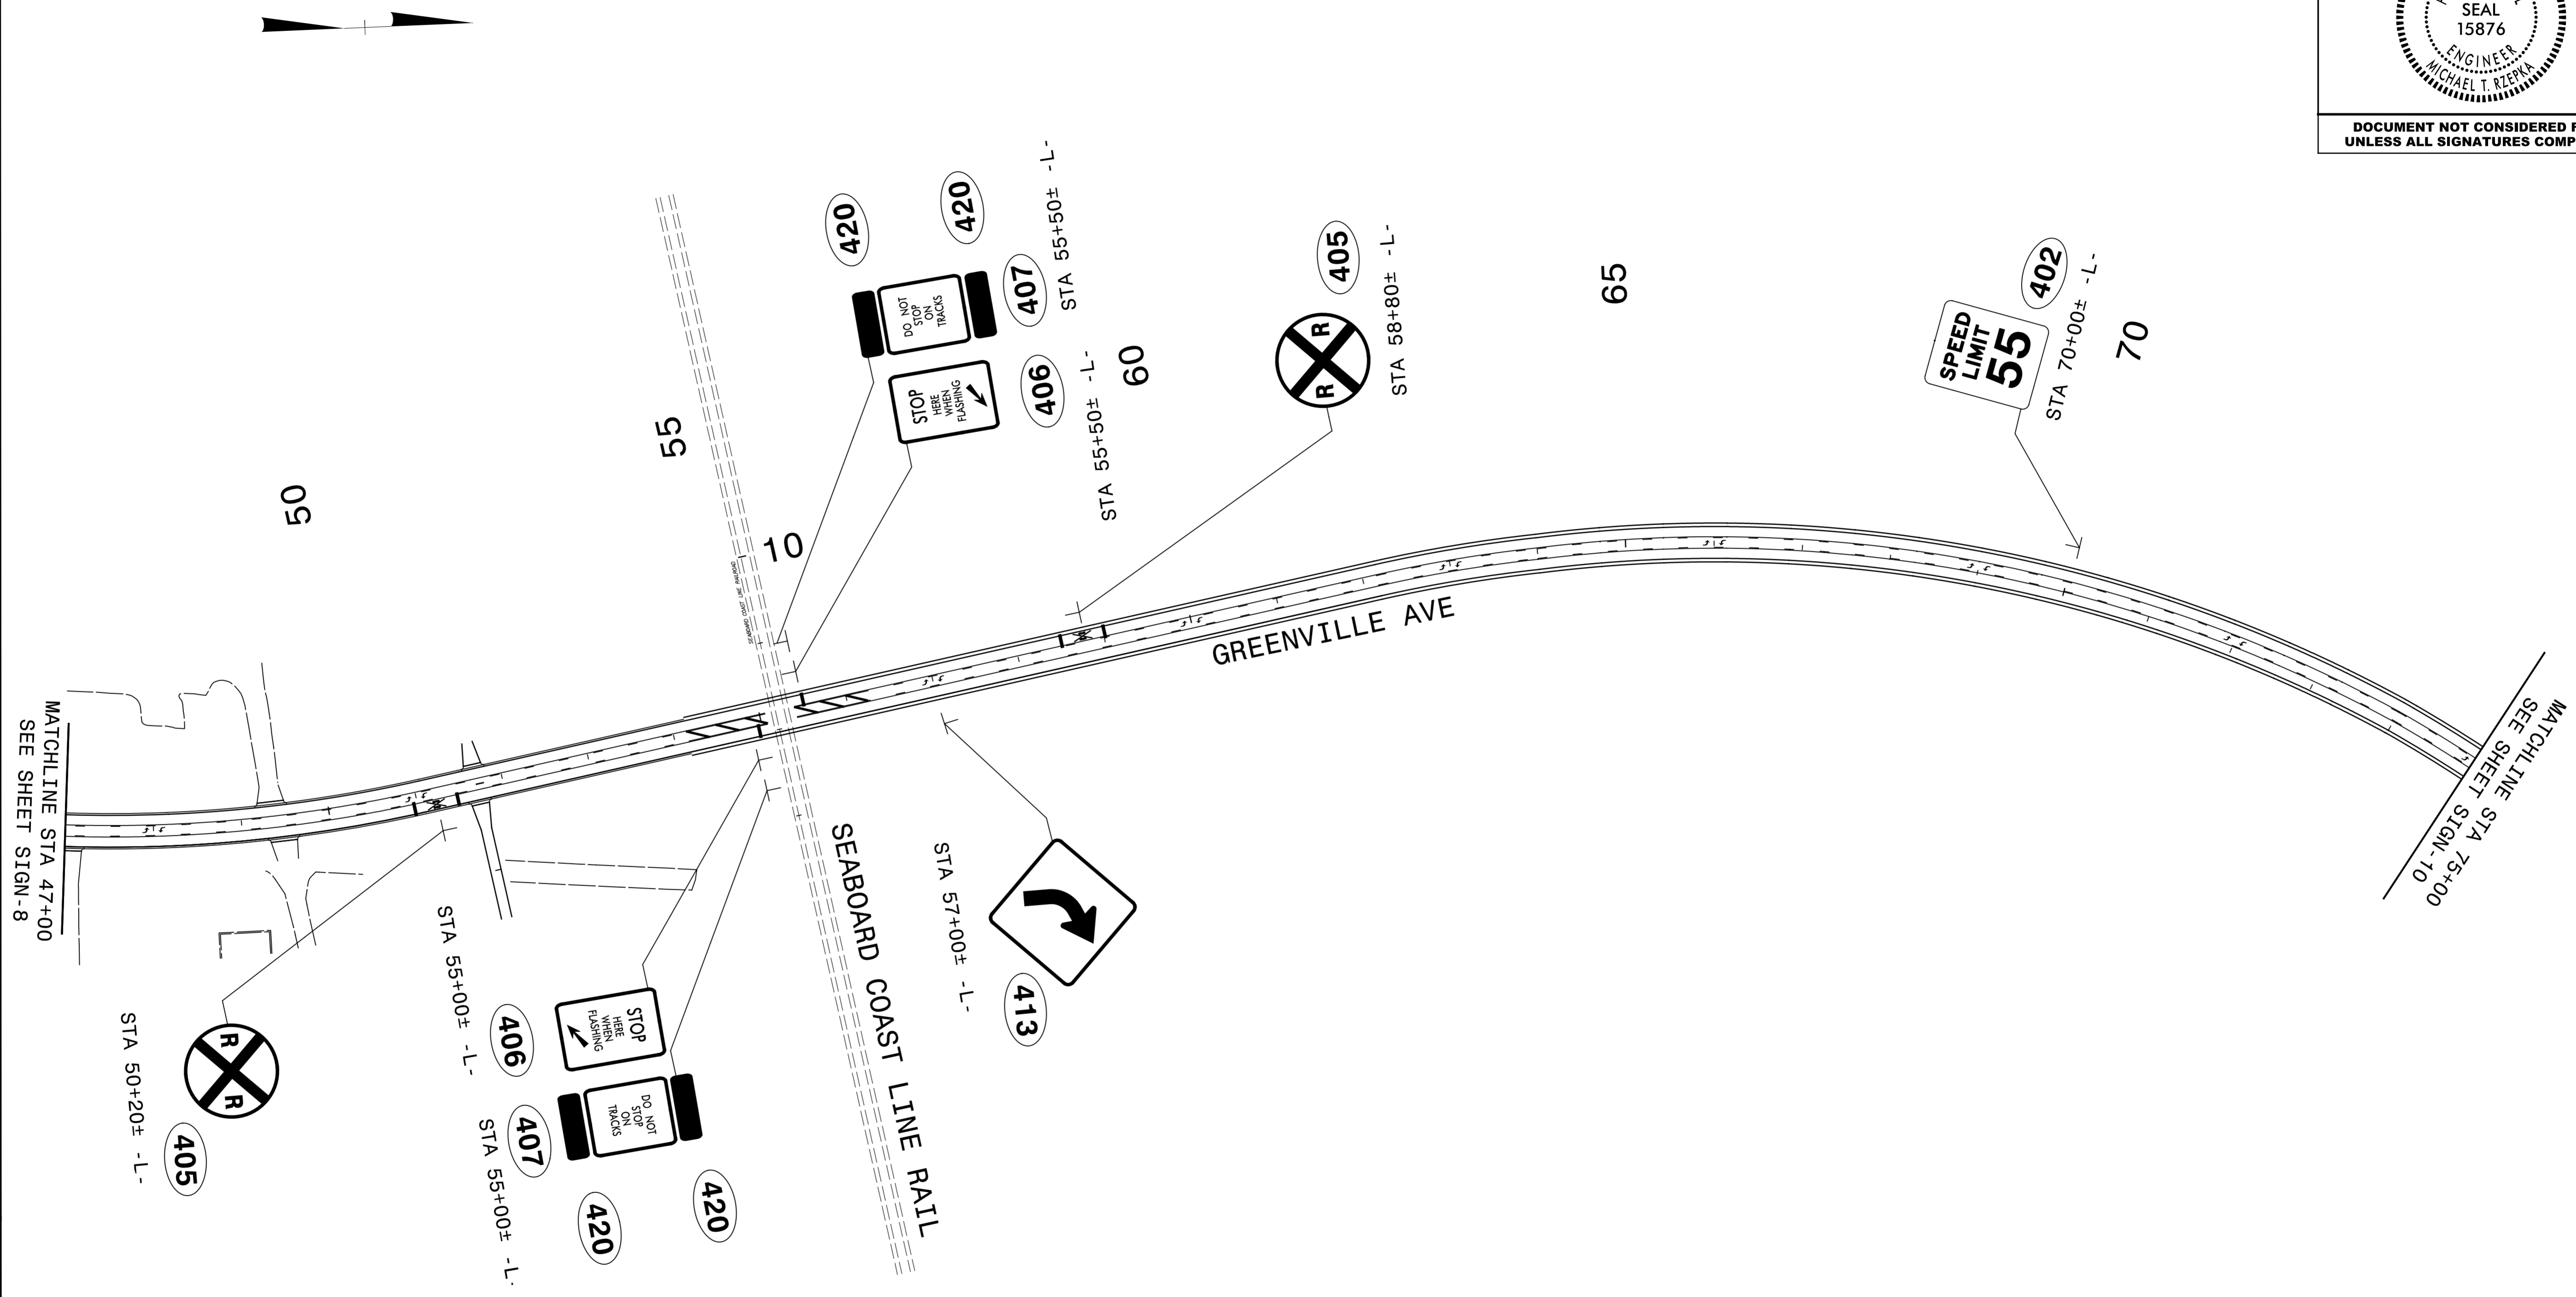 SEAL
15876
ENGINEER
MICHAEL T. RZEPKA
DOCUMENT NOT CONSIDERED
UNLESS ALL SIGNATURES
420
420
DO NOT
STOP
ON
TRACKS
407
STA 55+50± -L-
STOP
HERE
WHEN
FLASHING
406
STA 55+50± -L-
R R
405
STA 58+80± -L-
SPEED
LIMIT
55
402
STA 70+00± -L-
50
55
10
60
65
70
SEABOARD COAST LINE RAILROAD
GREENVILLE AVE
MATCHLINE STA 47+00
SEE SHEET SIGN-8
MATCHLINE STA 75+00
SEE SHEET SIGN-10
SEABOARD COAST LINE RAIL
STA 57+00± -L-
413
STA 55+00± -L-
406
STOP
HERE
WHEN
FLASHING
STA 55+00± -L-
407
DO NOT
STOP
ON
TRACKS
420
420
STA 50+20± -L-
R R
405